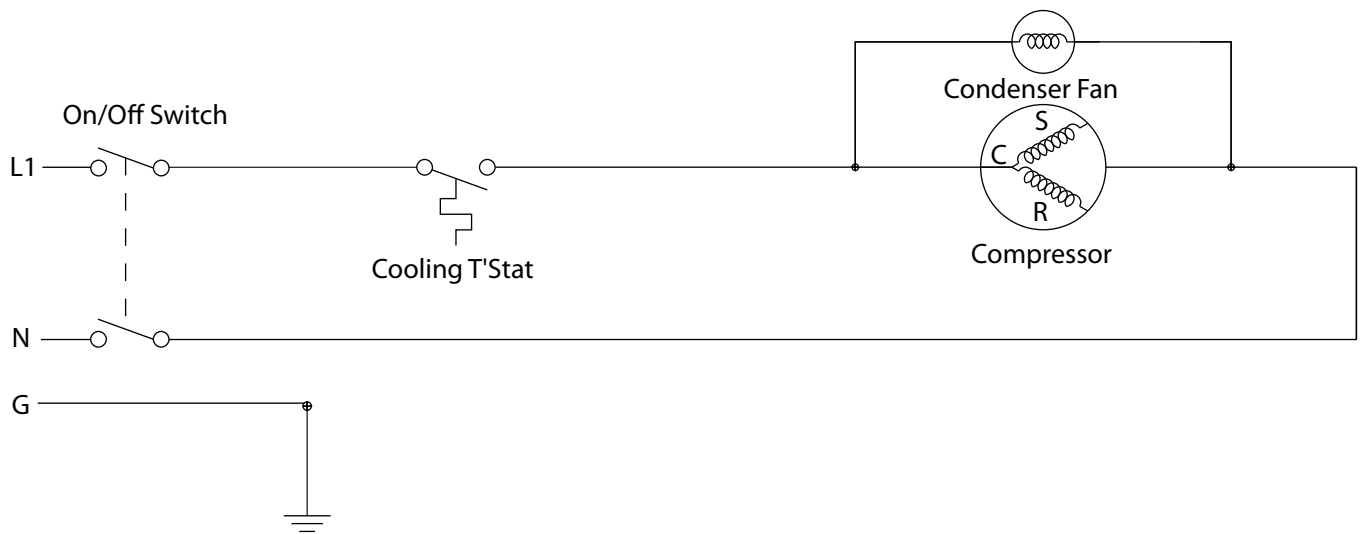 Condenser Fan
On/Off Switch
S
L1
C
R
Compressor
Cooling T'Stat
N
G